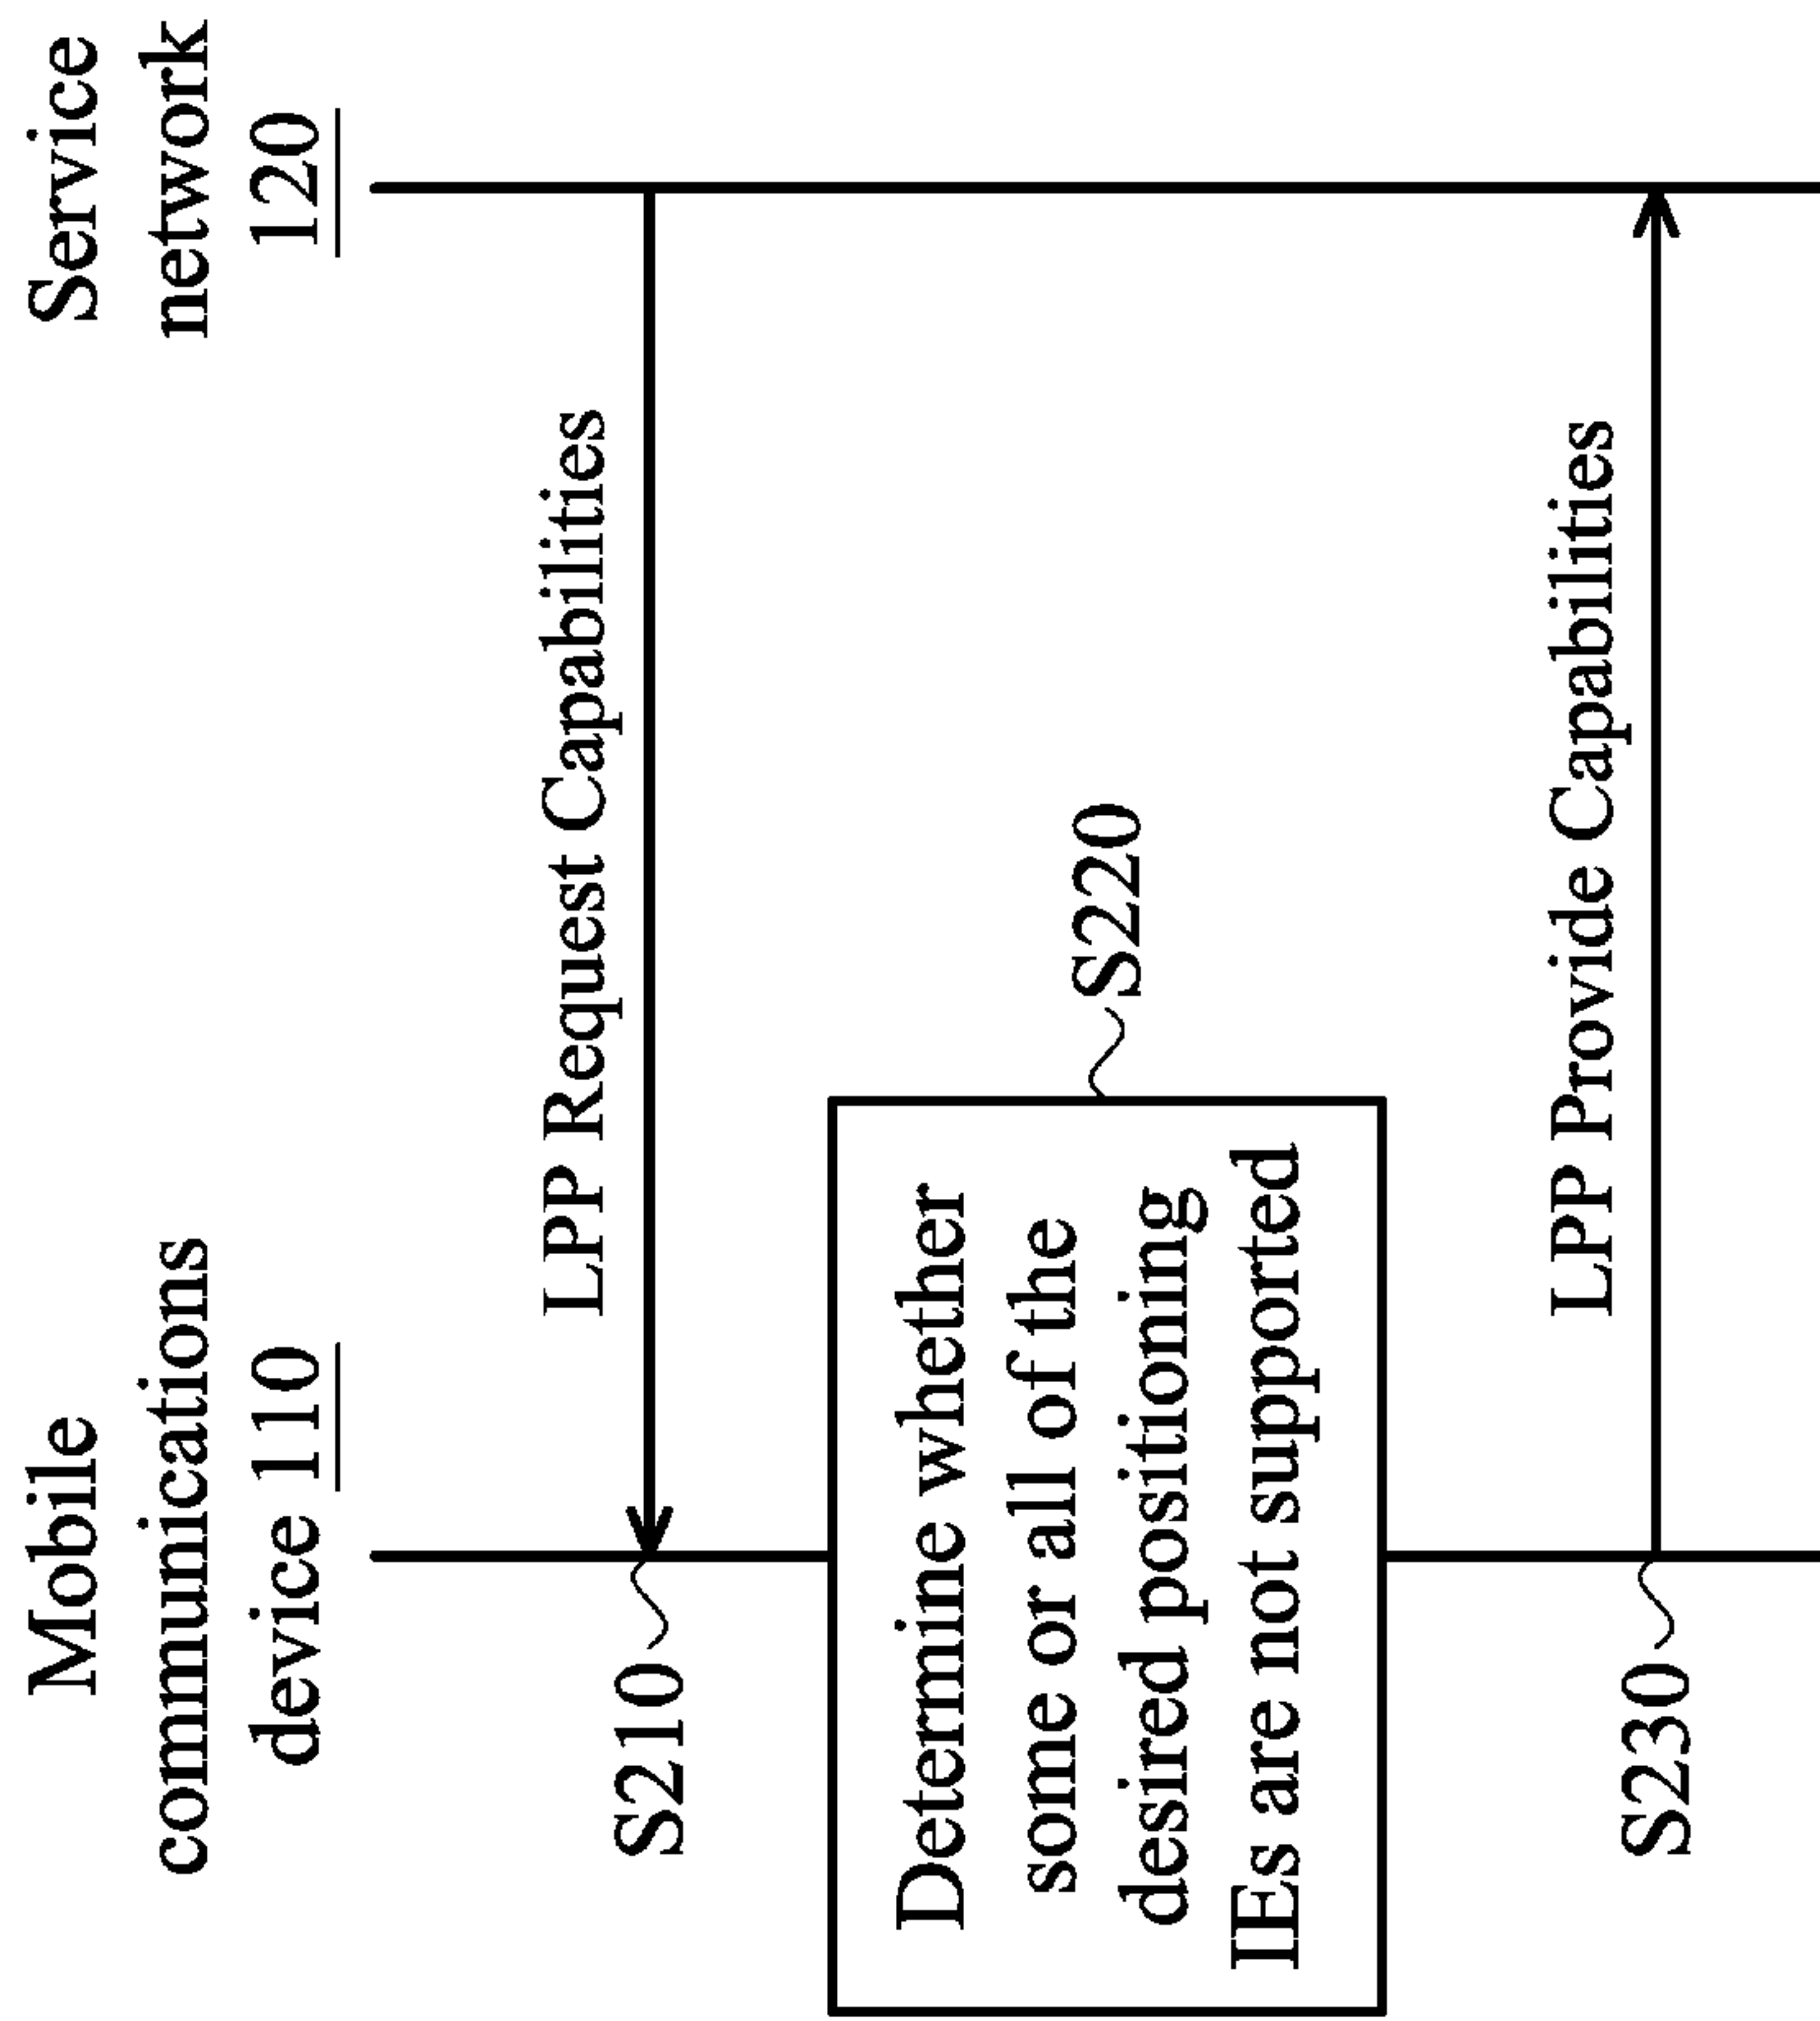 Mobile
communications
device 110
Service
network
120
LPP Request Capabilities
S210
Determine whether
some or all of the
desired positioning
IEs are not supported
S220
LPP Provide Capabilities
S230